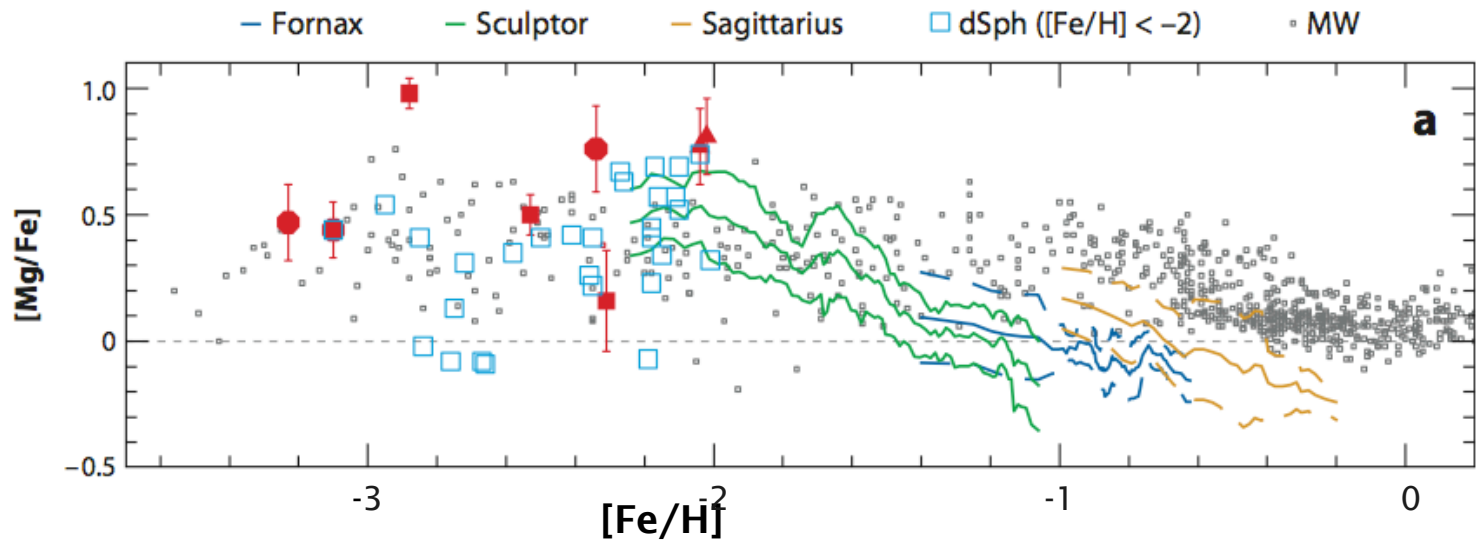 Fornax Sculptor Sagittarius dSph ([Fe/H] < –2) MW
1.0
a
0.5
[Mg/Fe]
0
–0.5
-3 -2 -1 0
[Fe/H]